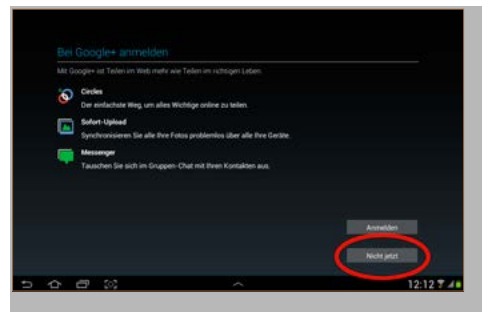 Bei Google+ anmelden
Mit Google+ ist Teilen im Web mehr wie Teilen im richtigen Leben.
Circles
Der einfachste Weg, um alles Wichtige online zu teilen.
Sofort-Upload
Synchronisieren Sie alle Ihre Fotos problemlos über alle Ihre Geräte.
Messenger
Tauschen Sie sich im Gruppen-Chat mit Ihren Kontakten aus.
Anmelden
Nicht jetzt
12:12